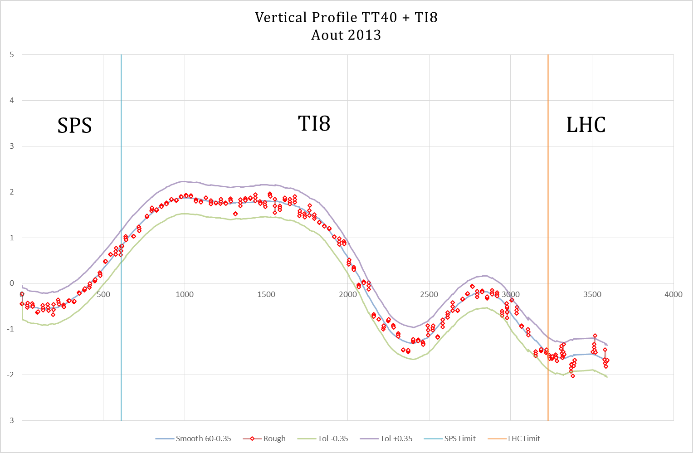 Vertical Profile TT40 + TI8
Aout 2013
5
4
3
2
1
0
-1
-2
3
500
1000
1500
2000
2500
3000
3500
4000
SPS
TI8
LHC
Smooth 60-0.35
Rough
Tol -0.35
Tol +0.35
SPS Limit
LHC Limit